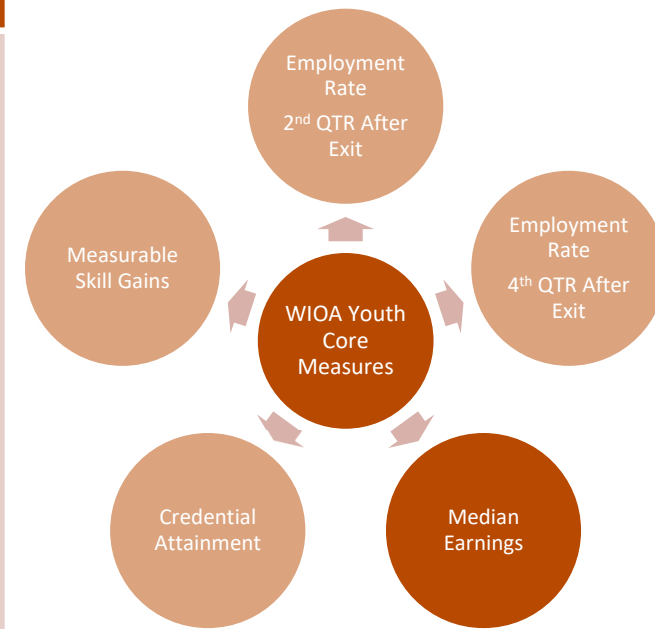 Employment
Rate
2nd QTR After
Exit
Employment
Rate
4th QTR After
Exit
Measurable
Skill Gains
WIOA Youth
Core
Measures
Credential
Attainment
Median
Earnings